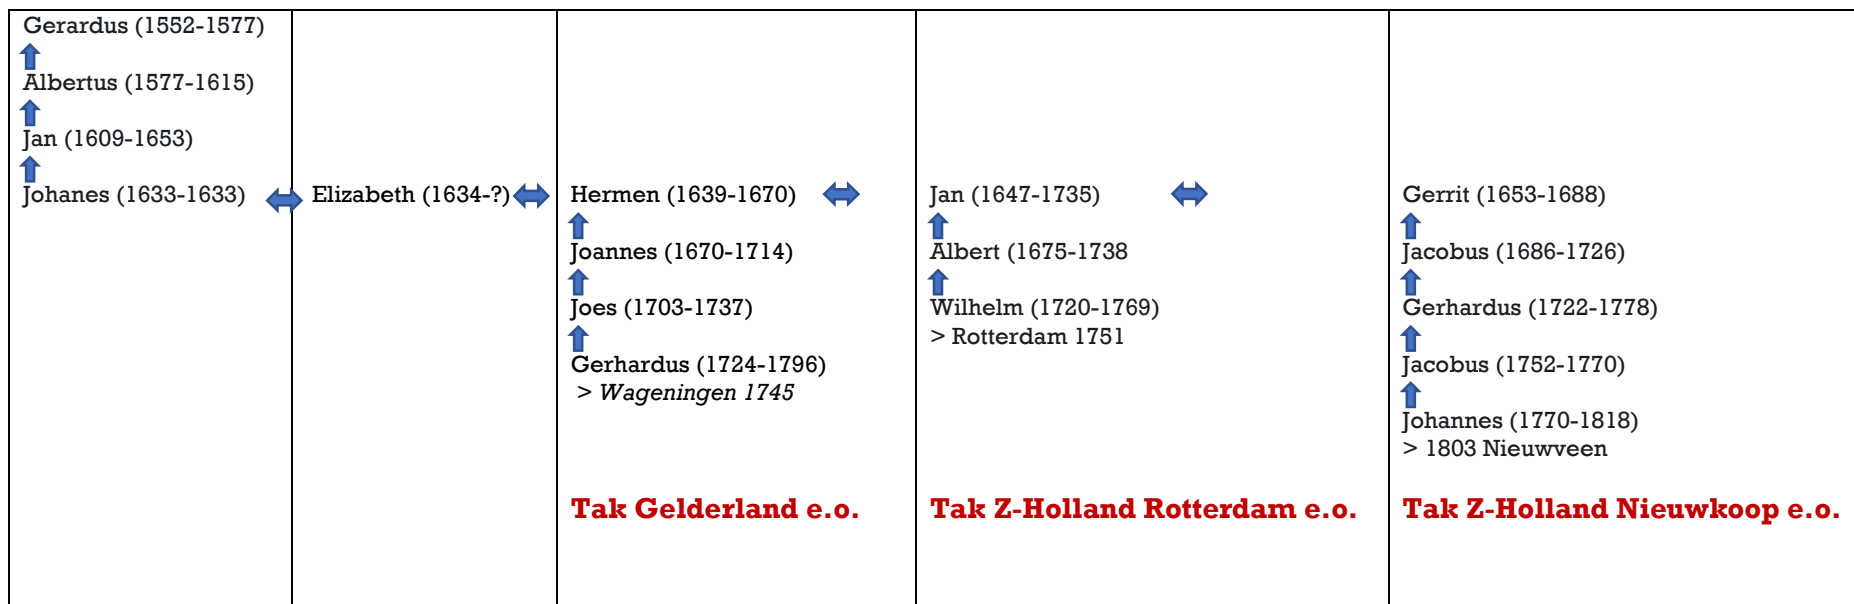 Gerardus (1552-1577)
Albertus (1577-1615)
Jan (1609-1653)
Johanes (1633-1633)
Elizabeth (1634-?)
Hermen (1639-1670)
Joannes (1670-1714)
Joes (1703-1737)
Gerhardus (1724-1796)
> Wageningen 1745
Tak Gelderland e.o.
Jan (1647-1735)
Albert (1675-1738
Wilhelm (1720-1769)
> Rotterdam 1751
Tak Z-Holland Rotterdam e.o.
Gerrit (1653-1688)
Jacobus (1686-1726)
Gerhardus (1722-1778)
Jacobus (1752-1770)
Johannes (1770-1818)
> 1803 Nieuwveen
Tak Z-Holland Nieuwkoop e.o.